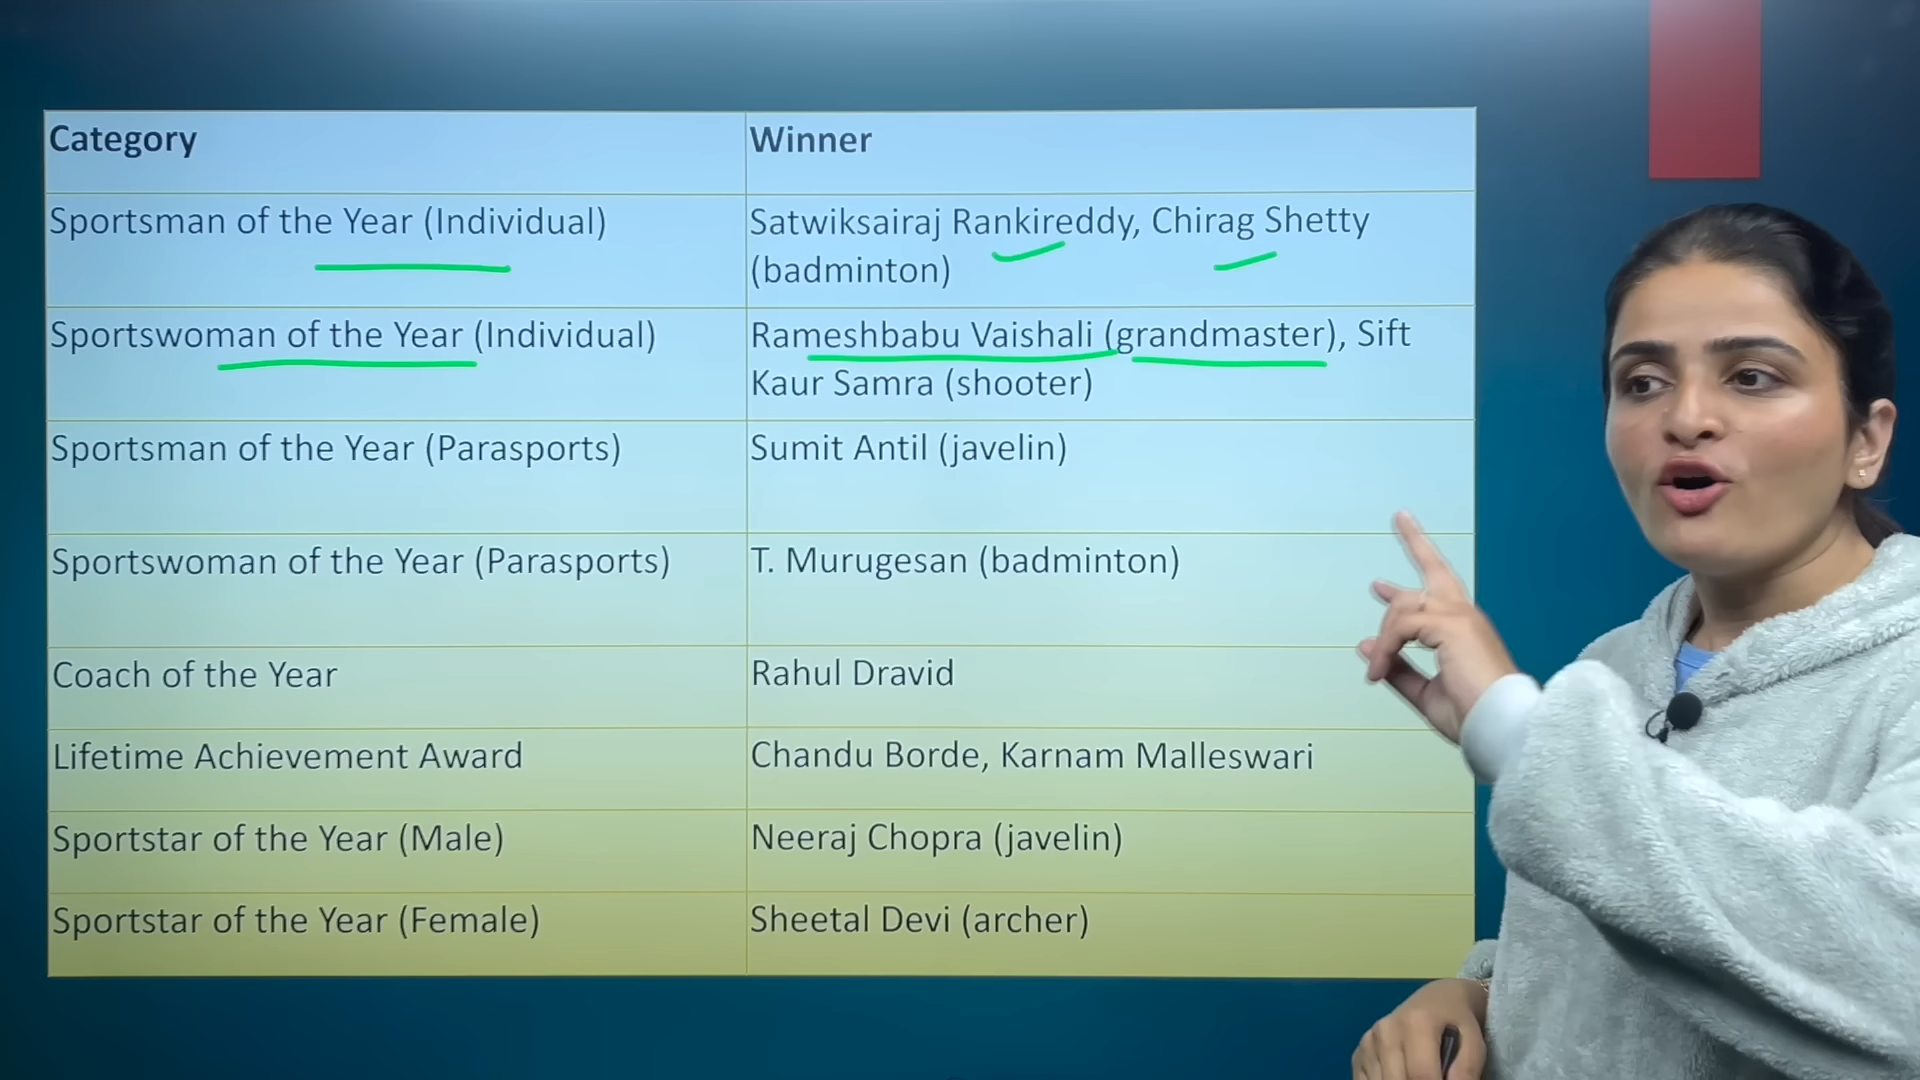 Category
Winner
Sportsman of the Year (Individual)
Satwiksairaj Rankireddy, Chirag Shetty
(badminton)
Sportswoman of the Year (Individual)
Rameshbabu Vaishali (grandmaster), Sift
Kaur Samra (shooter)
Sportsman of the Year (Parasports)
Sumit Antil (javelin)
Sportswoman of the Year (Parasports)
T. Murugesan (badminton)
Coach of the Year
Rahul Dravid
Lifetime Achievement Award
Chandu Borde, Karnam Malleswari
Sportstar of the Year (Male)
Neeraj Chopra (javelin)
Sportstar of the Year (Female)
Sheetal Devi (archer)